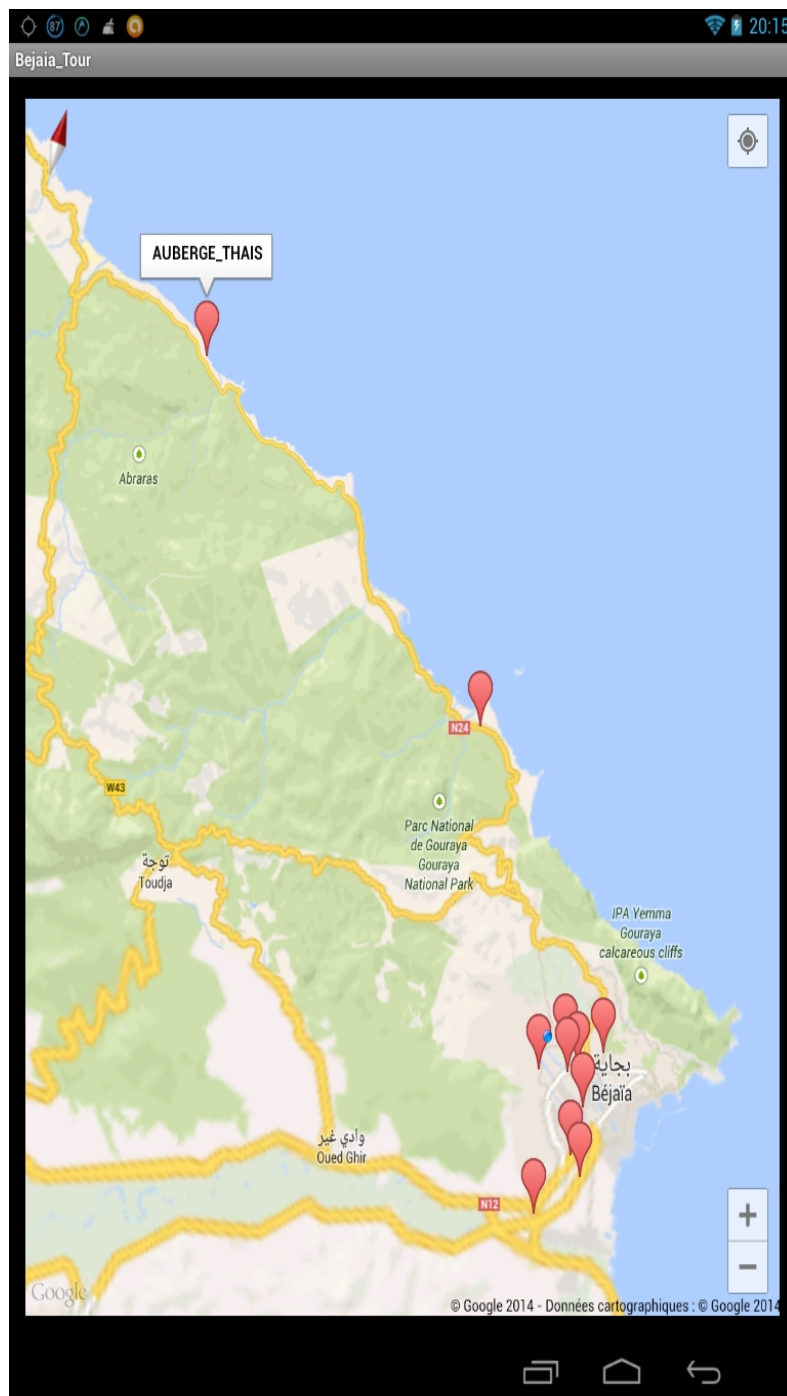 87
20:15
Bejaia_Tour
AUBERGE_THAIS
Abraras
N24
W43
Parc National
de Gouraya
Gouraya
National Park
توجة
Toudja
IPA Yemma
Gouraya
calcareous cliffs
بجاية
Béjaïa
وادي غير
Oued Ghir
N12
+
−
Google
© Google 2014 - Données cartographiques : © Google 2014